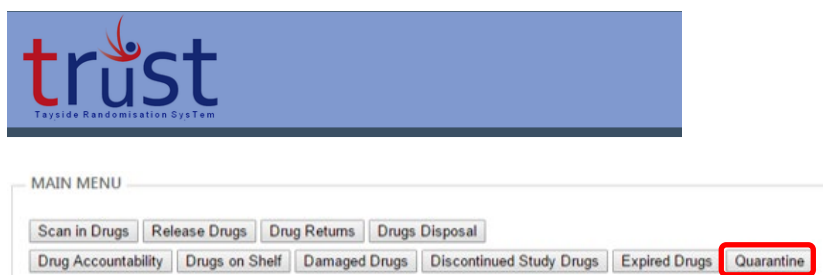 trust
Tayside Randomisation SysTem
MAIN MENU
Scan in Drugs Release Drugs Drug Returns Drugs Disposal
Drug Accountability Drugs on Shelf Damaged Drugs Discontinued Study Drugs Expired Drugs Quarantine